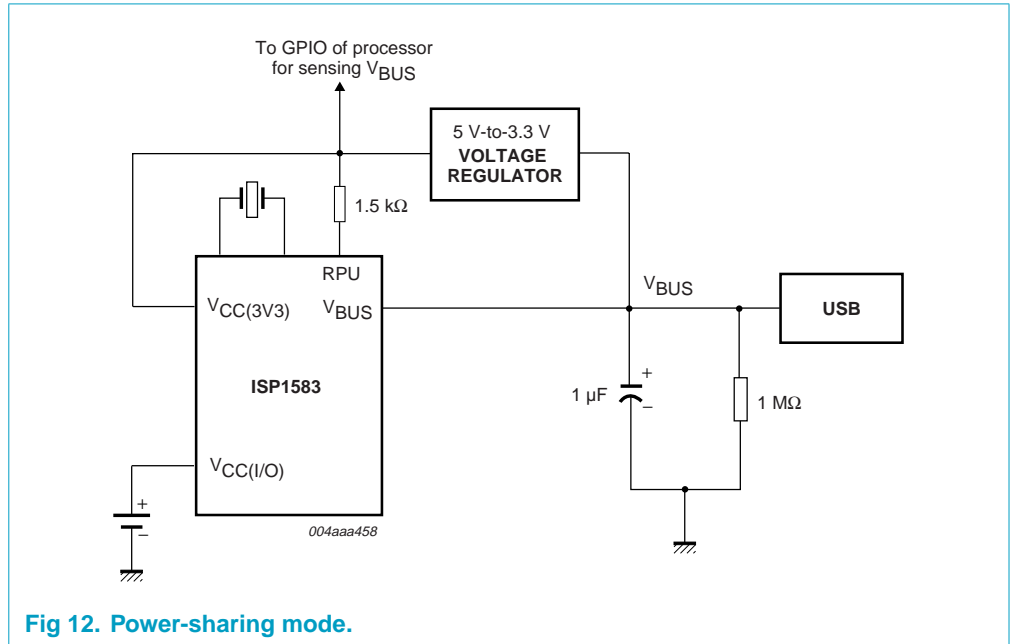 To GPIO of processor
for sensing VBUS
5 V-to-3.3 V
VOLTAGE
REGULATOR
1.5 kΩ
RPU
VCC(3V3)
VBUS
VBUS
USB
ISP1583
+
1 µF
−
1 MΩ
VCC(I/O)
+
−
004aaa458
Fig 12. Power-sharing mode.